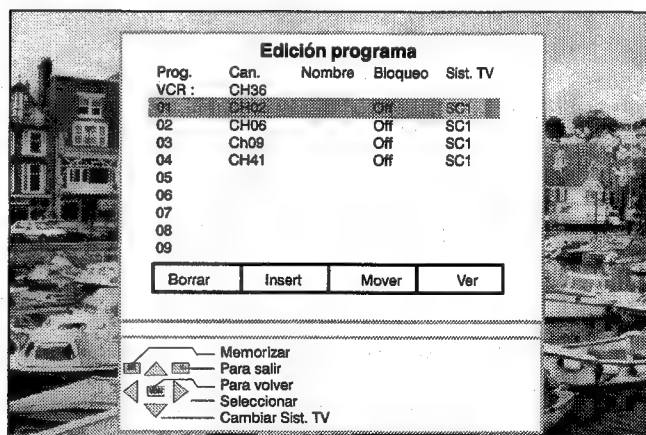 Edición programa
Prog. Can. Nombre Bloqueo Sist. TV
VCR : CH36
01 CH02 Off SC1
02 CH06 Off SC1
03 Ch09 Off SC1
04 CH41 Off SC1
05
06
07
08
09
Borrar Insert Mover Ver
Memorizar
Para salir
Para volver
Seleccionar
Cambiar Sist. TV